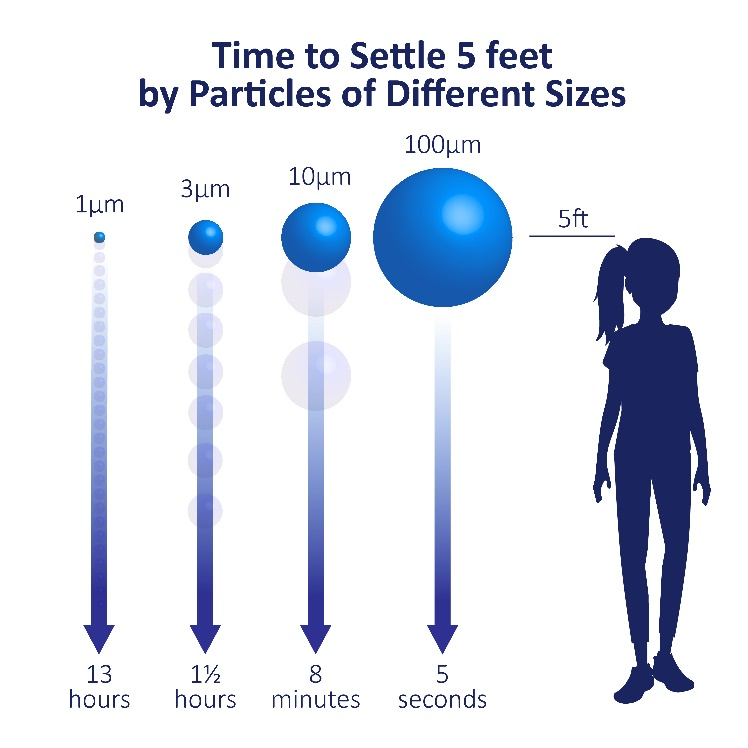 Time to Settle 5 feet
by Particles of Different Sizes
1μm
3μm
10μm
100μm
5ft
13
hours
1½
hours
8
minutes
5
seconds